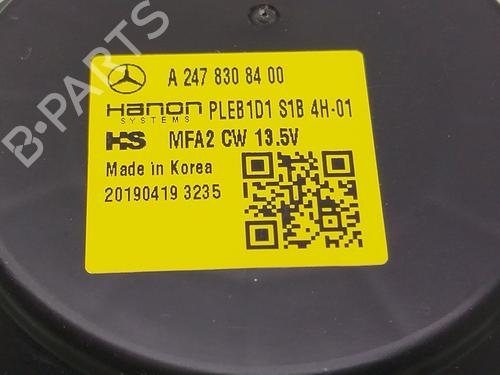 B-PARTS
A 247 830 84 00
Hanon PLEB1D1 S1B 4H-01
SYSTEMS
HS MFA2 CW 13.5V
Made in Korea
20190419 3235